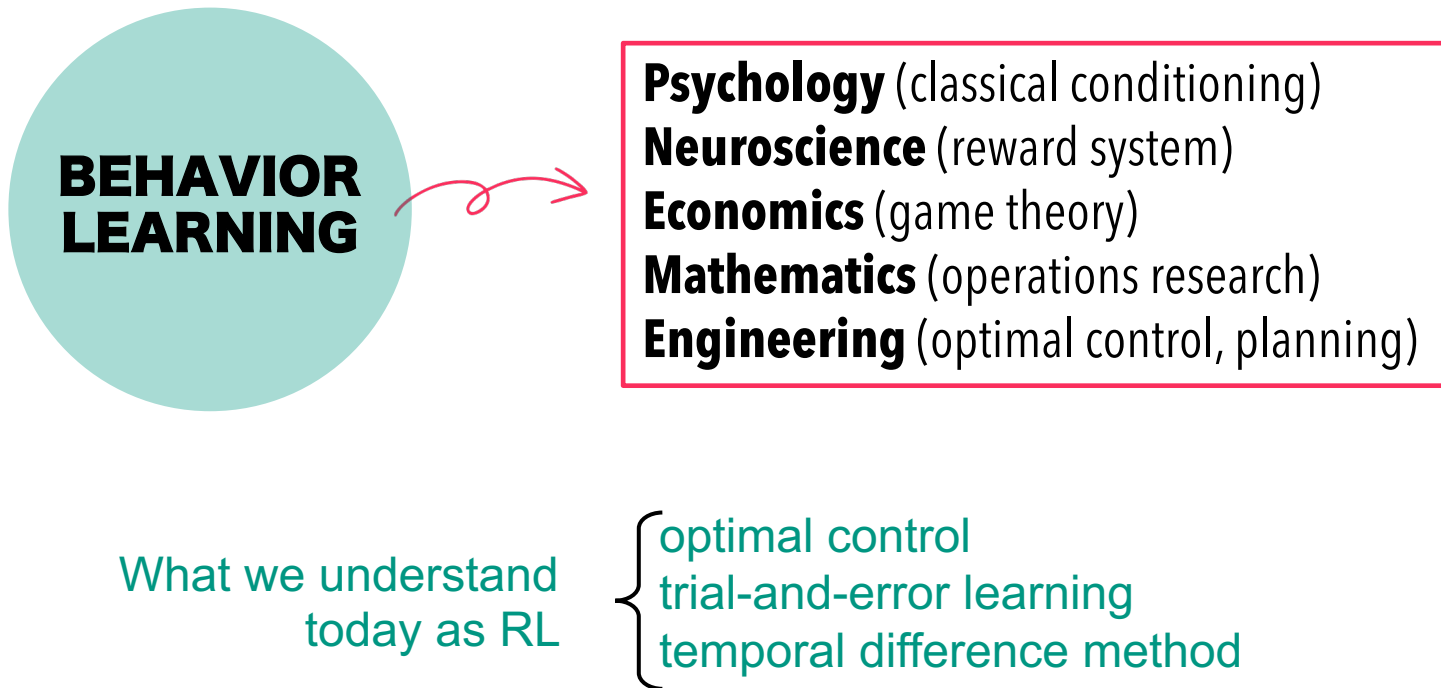 BEHAVIOR
LEARNING
Psychology (classical conditioning)
Neuroscience (reward system)
Economics (game theory)
Mathematics (operations research)
Engineering (optimal control, planning)
What we understand
today as RL
optimal control
trial-and-error learning
temporal difference method